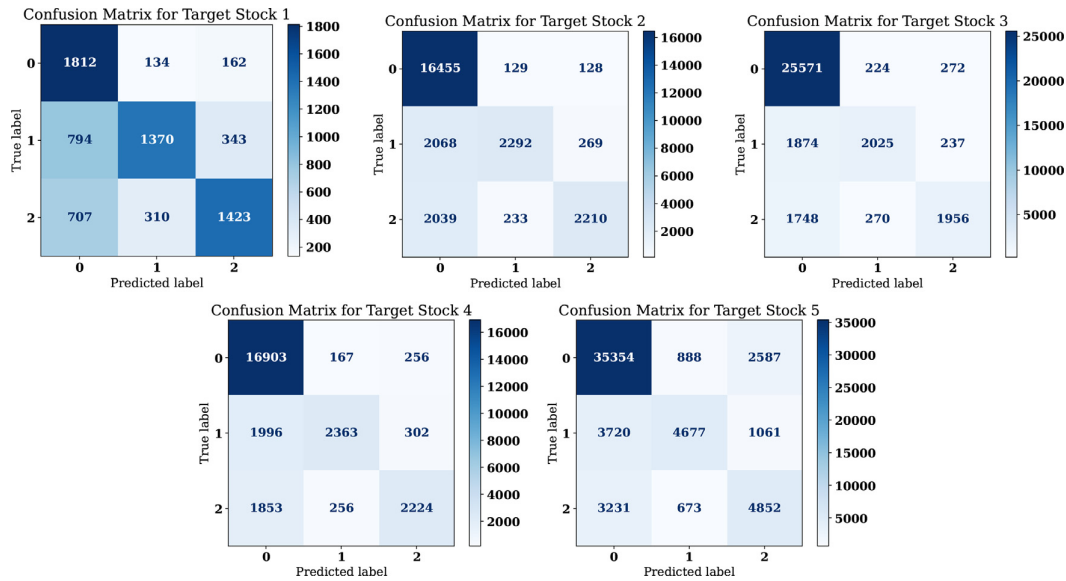 Confusion Matrix for Target Stock 1
0 1812 134 162
1 794 1370 343
2 707 310 1423
0 1 2
Predicted label
True label
1800
1600
1400
1200
1000
800
600
400
200
Confusion Matrix for Target Stock 2
0 16455 129 128
1 2068 2292 269
2 2039 233 2210
0 1 2
Predicted label
True label
16000
14000
12000
10000
8000
6000
4000
2000
Confusion Matrix for Target Stock 3
0 25571 224 272
1 1874 2025 237
2 1748 270 1956
0 1 2
Predicted label
True label
25000
20000
15000
10000
5000
Confusion Matrix for Target Stock 4
0 16903 167 256
1 1996 2363 302
2 1853 256 2224
0 1 2
Predicted label
True label
16000
14000
12000
10000
8000
6000
4000
2000
Confusion Matrix for Target Stock 5
0 35354 888 2587
1 3720 4677 1061
2 3231 673 4852
0 1 2
Predicted label
True label
35000
30000
25000
20000
15000
10000
5000